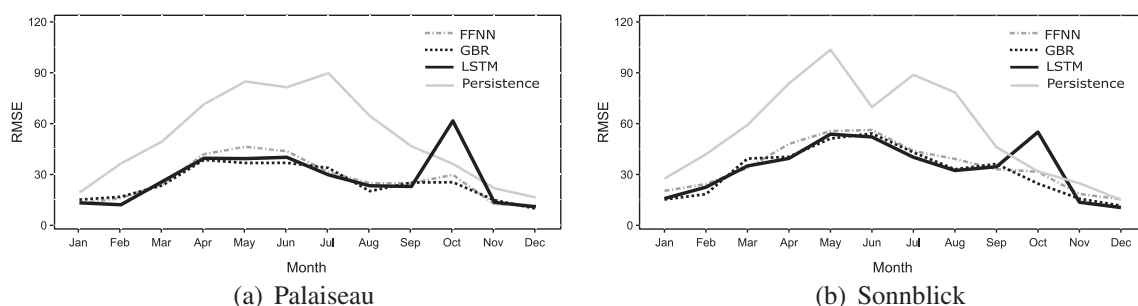 120
90
60
30
0
RMSE
FFNN
GBR
LSTM
Persistence
Jan Feb Mar Apr May Jun Jul Aug Sep Oct Nov Dec
Month
(a) Palaiseau
120
90
60
30
0
RMSE
FFNN
GBR
LSTM
Persistence
Jan Feb Mar Apr May Jun Jul Aug Sep Oct Nov Dec
Month
(b) Sonnblick